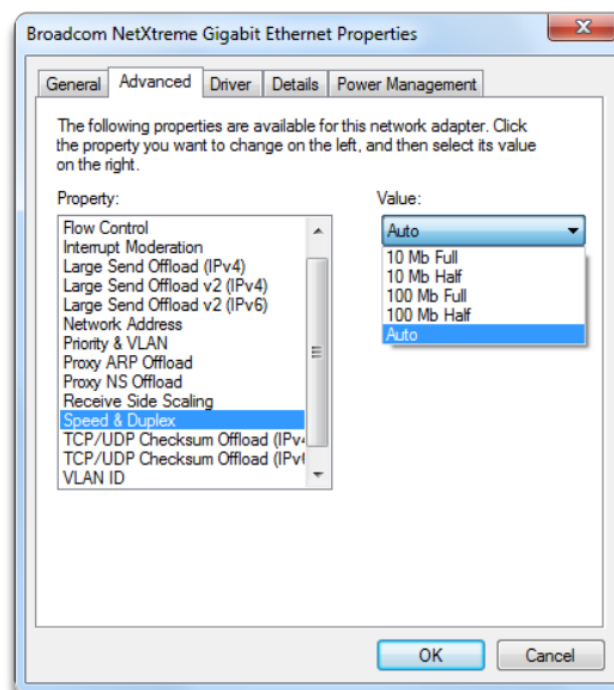 Broadcom NetXtreme Gigabit Ethernet Properties
General
Advanced
Driver
Details
Power Management
The following properties are available for this network adapter. Click
the property you want to change on the left, and then select its value
on the right.
Property:
Flow Control
Interrupt Moderation
Large Send Offload (IPv4)
Large Send Offload v2 (IPv4)
Large Send Offload v2 (IPv6)
Network Address
Priority & VLAN
Proxy ARP Offload
Proxy NS Offload
Receive Side Scaling
Speed & Duplex
TCP/UDP Checksum Offload (IPv4
TCP/UDP Checksum Offload (IPv6
VLAN ID
Value:
Auto
10 Mb Full
10 Mb Half
100 Mb Full
100 Mb Half
Auto
OK
Cancel